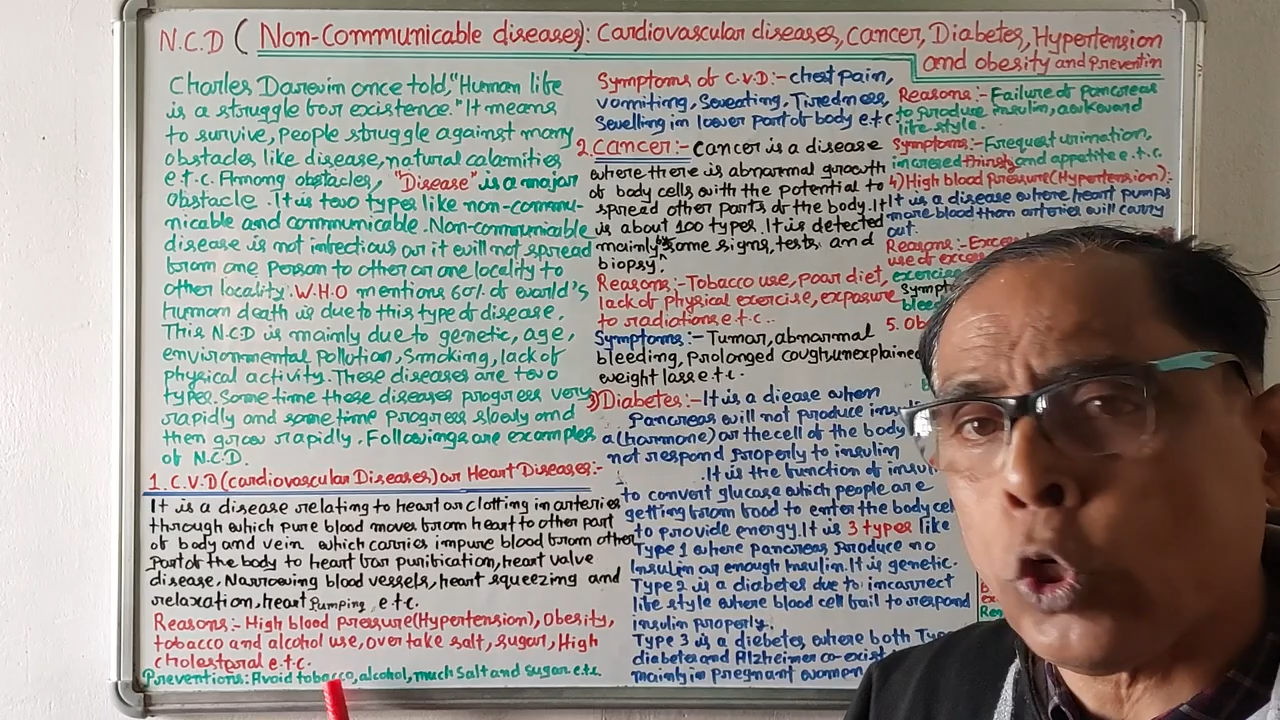 N.C.D (Non-Communicable diseases): Cardiovascular diseases, Cancer, Diabetes, Hypertension
and obesity and Preventin
Charles Darewin once told, "Human life
is a struggle for existence." It means
to survive, People struggle against many
obstacles like disease, natural calamities
e.t.c. Among obstacles, "Disease" is a major
obstacle. It is two types like non-commu-
nicable and communicable. Non-communicable
disease is not infectious or it will not spread
from one person to other or one locality to
other locality. W.H.O mentions 60% of world's
human death is due to this type of disease.
This N.C.D is mainly due to genetic, age,
environmental Pollution, Smoking, lack of
physical activity. These diseases are two
types. Some time these diseases progress very
rapidly and some time progress slowly and
then grow rapidly. Followings are examples
of N.C.D.
1. C.V.D (cardiovascular Diseases) or Heart Diseases:-
It is a disease relating to heart or clotting in arteries
through which pure blood moves from heart to other part
of body and vein which carries impure blood from other
part of the body to heart for purification, heart valve
disease, Narrowing blood vessels, heart squeezing and
relaxation, heart pumping e.t.c.
Reasons:- High blood pressure (Hypertension), Obesity,
tobacco and alcohol use, over take salt, sugar, High
cholestoral e.t.c.
Preventions: Avoid tobacco, alcohol, much salt and sugar e.t.c.
Symptoms of C.V.D:- chest pain,
vomiting, Sweating, Tiredness,
Swelling in lower part of body e.t.c.
2. Cancer:- Cancer is a disease
where there is abnormal growth
of body cells with the potential to
spread other parts of the body. It
is about 100 types. It is detected
mainly by some signs, tests and
biopsy.
Reasons:- Tobacco use, poar diet,
lack of physical exercise, exposure
to radiations e.t.c..
Symptoms:- Tumar, abnormal
bleeding, prolonged cough, unexplained
weight lass e.t.c.
3) Diabetes:- It is a diease when
Pancreas will not produce
a (harmone) or the cell of the body
not respond properly to insulin
It is the function of
to convert glucose which people are
getting from food to enter the body
to provide energy. It is 3 types like
Type 1 where pancreas produce no
Insulin or enough Insulin. It is genetic.
Type 2 is a diabetes due to incorrect
life style where blood cell fail to respond
insulin properly.
Type 3 is a diebetes where both
diabetes and Alzheimer co-exist
mainly in pregnant women
Reasons:- Failure of pancreas
to produce insulin, awkward
life style.
Symptoms:- Frequest urination,
incresed thirsty and appetite e.t.c.
4) High blood pressure (Hypertension):
It is a disease where heart pumps
more blood than arteries will carry
out.
Reasons:-
use of
exercise
5.